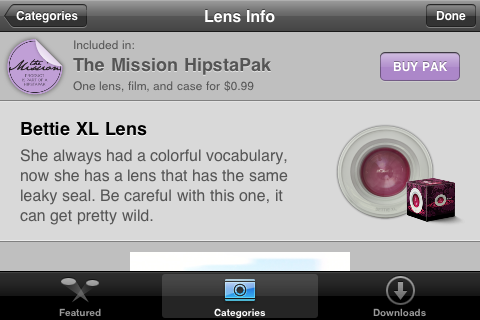 Categories
Lens Info
Done
Included in:
The Mission HipstaPak
One lens, film, and case for $0.99
BUY PAK
the Mission
Bettie XL Lens
She always had a colorful vocabulary,
now she has a lens that has the same
leaky seal. Be careful with this one, it
can get pretty wild.
Featured
Categories
Downloads